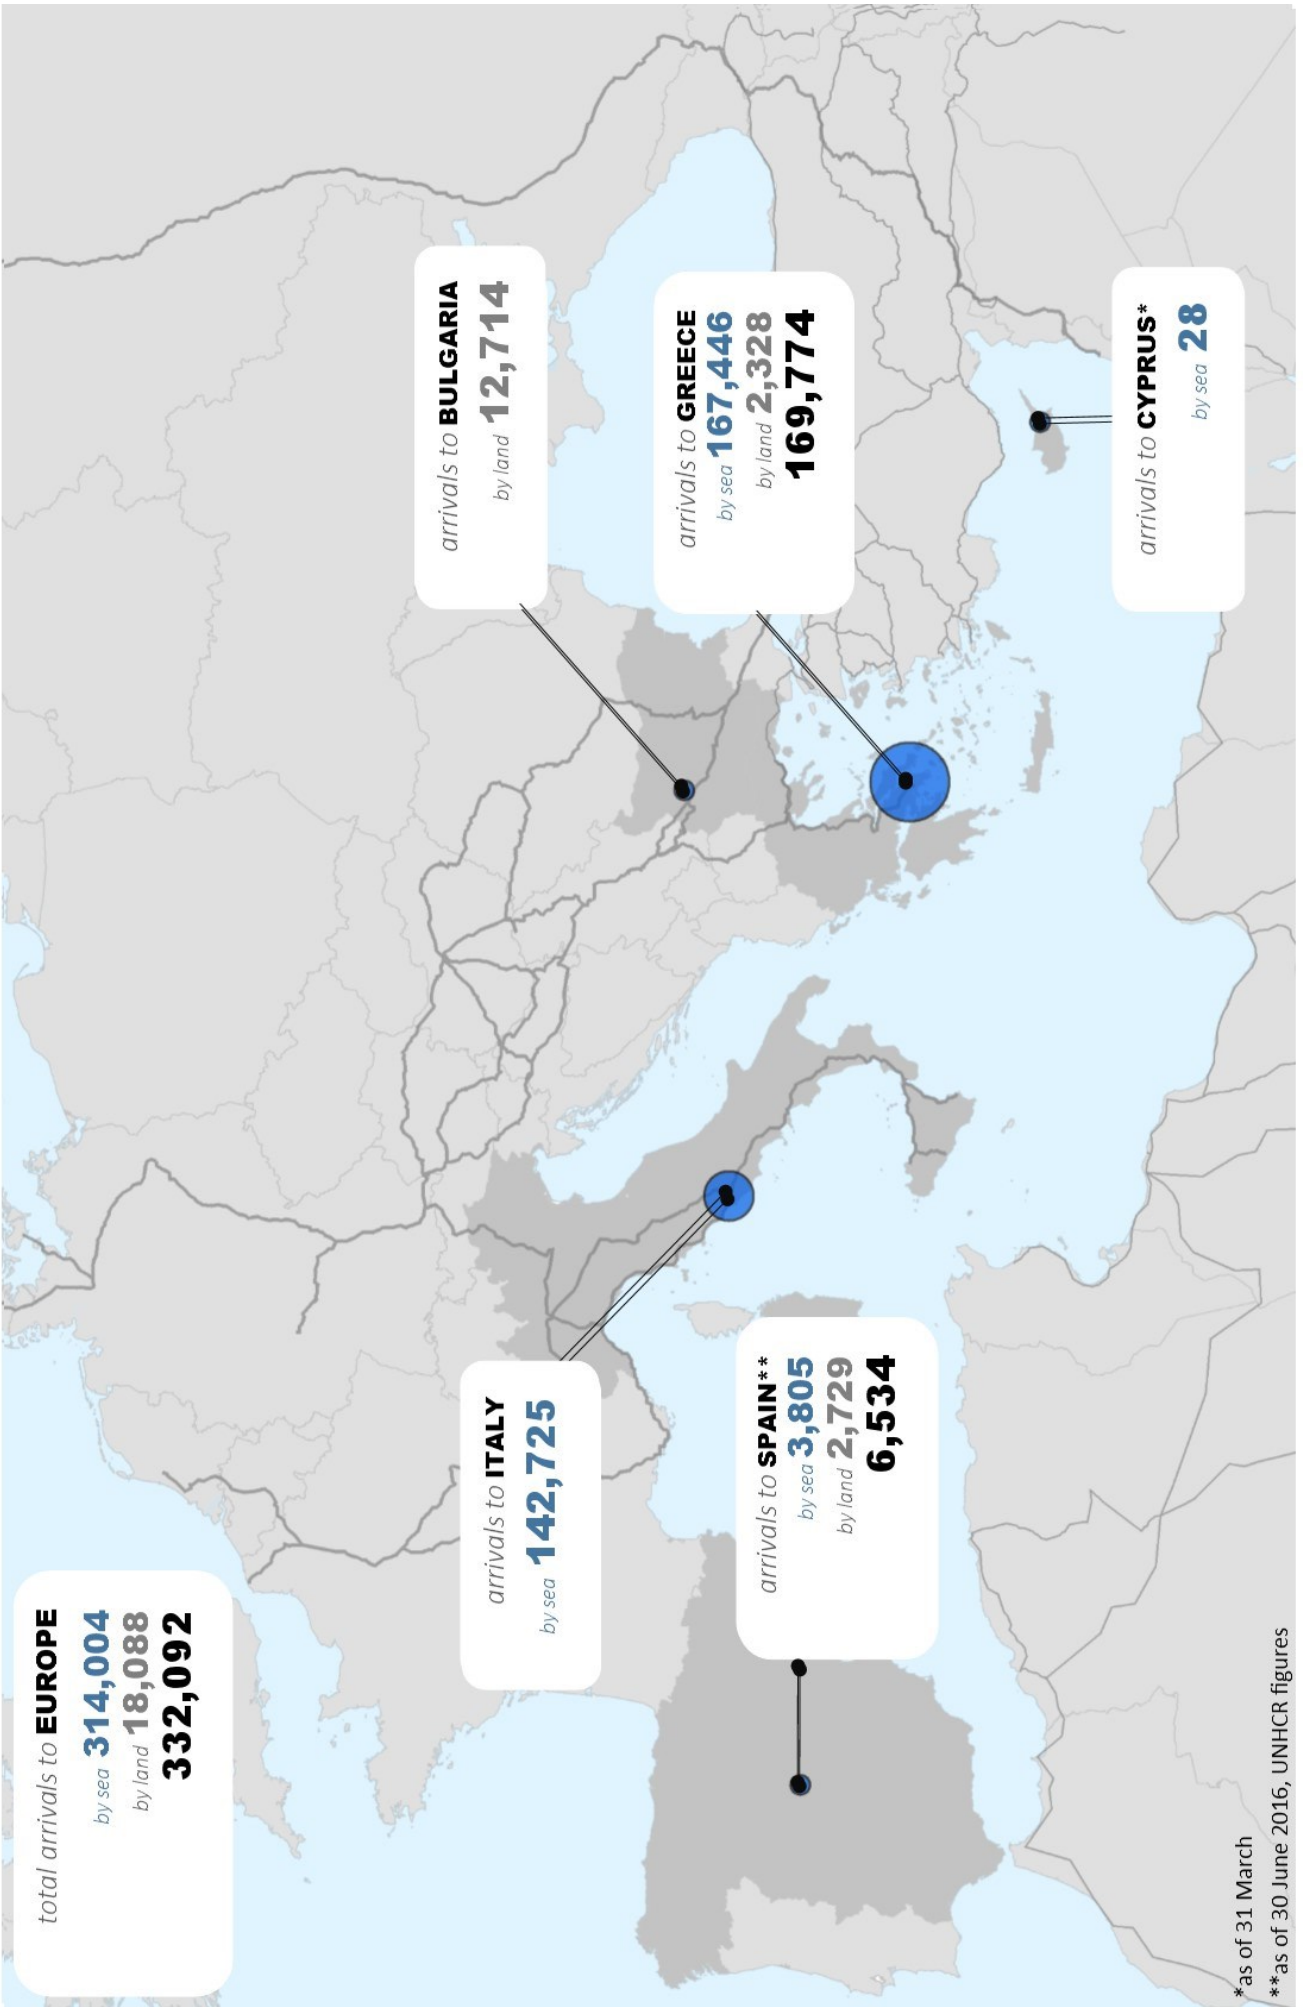 total arrivals to EUROPE
by sea 314,004
by land 18,088
332,092
arrivals to ITALY
by sea 142,725
arrivals to SPAIN**
by sea 3,805
by land 2,729
6,534
arrivals to BULGARIA
by land 12,714
arrivals to GREECE
by sea 167,446
by land 2,328
169,774
arrivals to CYPRUS*
by sea 28
*as of 31 March
**as of 30 June 2016, UNHCR figures